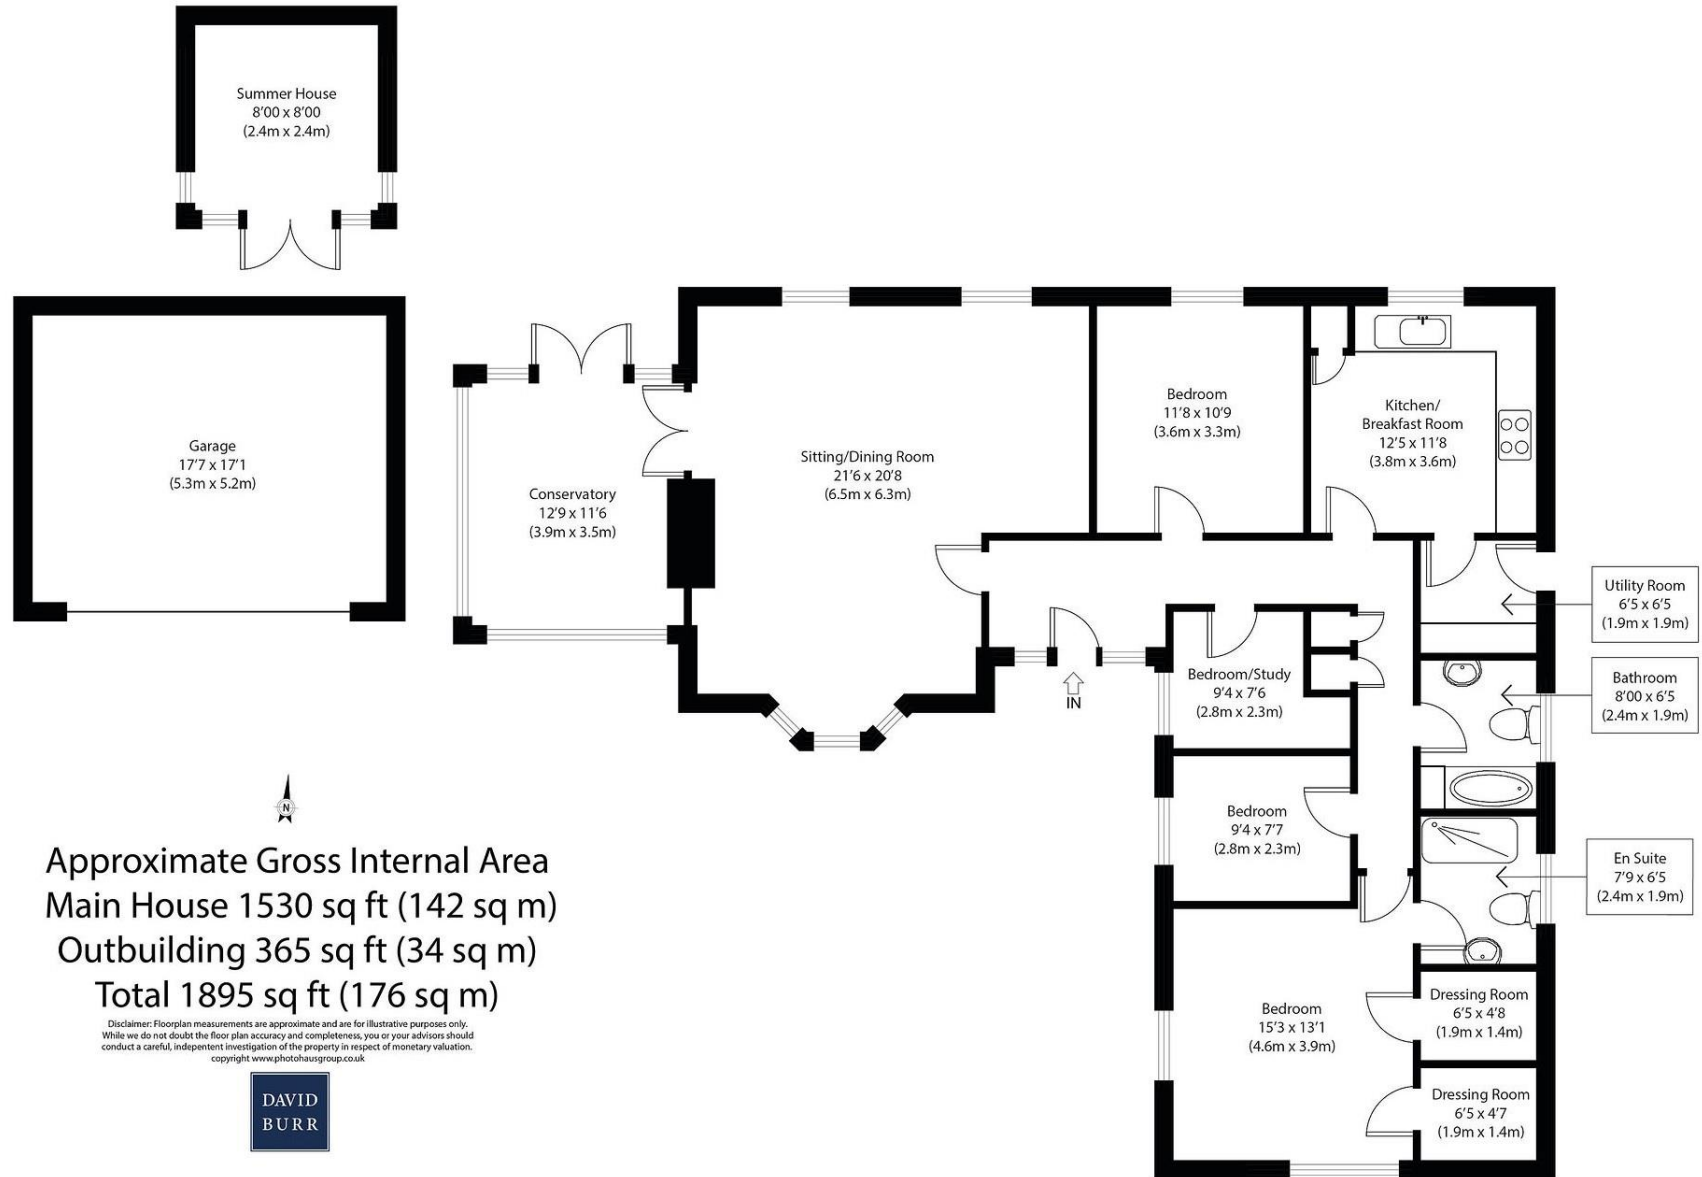 Summer House
8'00 x 8'00
(2.4m x 2.4m)
Garage
17'7 x 17'1
(5.3m x 5.2m)
Conservatory
12'9 x 11'6
(3.9m x 3.5m)
Sitting/Dining Room
21'6 x 20'8
(6.5m x 6.3m)
Bedroom
11'8 x 10'9
(3.6m x 3.3m)
Kitchen/
Breakfast Room
12'5 x 11'8
(3.8m x 3.6m)
Utility Room
6'5 x 6'5
(1.9m x 1.9m)
Bedroom/Study
9'4 x 7'6
(2.8m x 2.3m)
IN
Bathroom
8'00 x 6'5
(2.4m x 1.9m)
Bedroom
9'4 x 7'7
(2.8m x 2.3m)
En Suite
7'9 x 6'5
(2.4m x 1.9m)
Bedroom
15'3 x 13'1
(4.6m x 3.9m)
Dressing Room
6'5 x 4'8
(1.9m x 1.4m)
Dressing Room
6'5 x 4'7
(1.9m x 1.4m)
N
Approximate Gross Internal Area
Main House 1530 sq ft (142 sq m)
Outbuilding 365 sq ft (34 sq m)
Total 1895 sq ft (176 sq m)
Disclaimer: Floorplan measurements are approximate and are for illustrative purposes only.
While we do not doubt the floor plan accuracy and completeness, you or your advisors should
conduct a careful, indepentent investigation of the property in respect of monetary valuation.
copyright www.photohausgroup.co.uk
DAVID
BURR